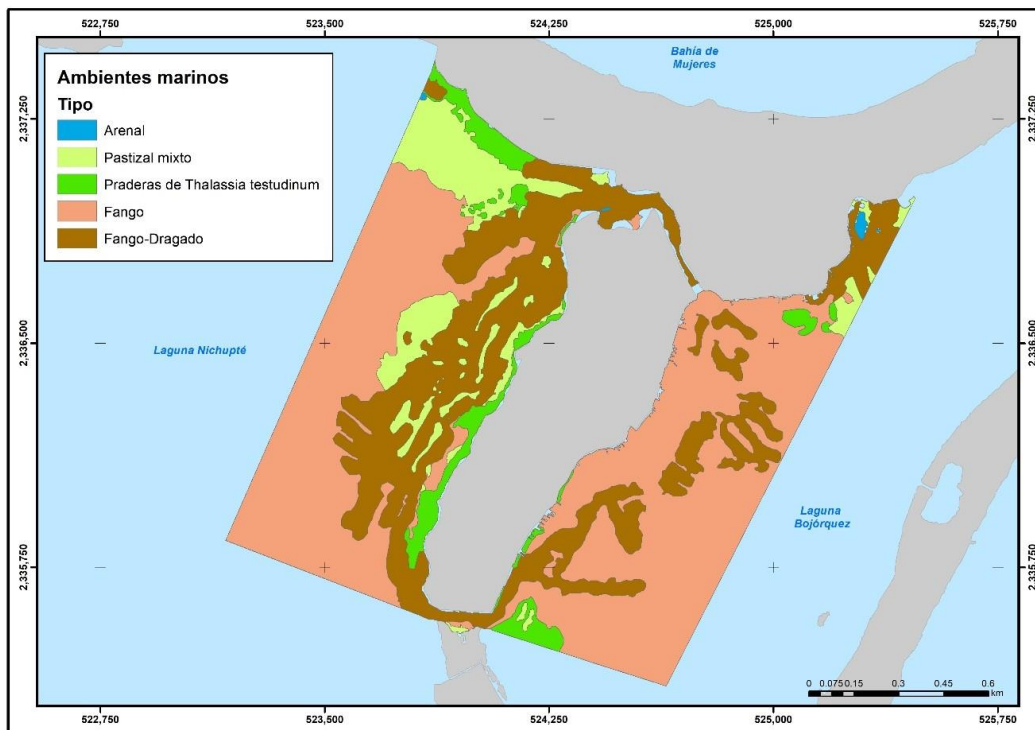 522,750 523,500 524,250 525,000 525,750
Bahía de
Mujeres
Ambientes marinos
Tipo
Arenal
Pastizal mixto
Praderas de Thalassia testudinum
Fango
Fango-Dragado
2,337,250 2,337,250
2,336,500 2,336,500
Laguna Nichupté
Laguna
Bojórquez
2,335,750 2,335,750
0 0.075 0.15 0.3 0.45 0.6
km
522,750 523,500 524,250 525,000 525,750